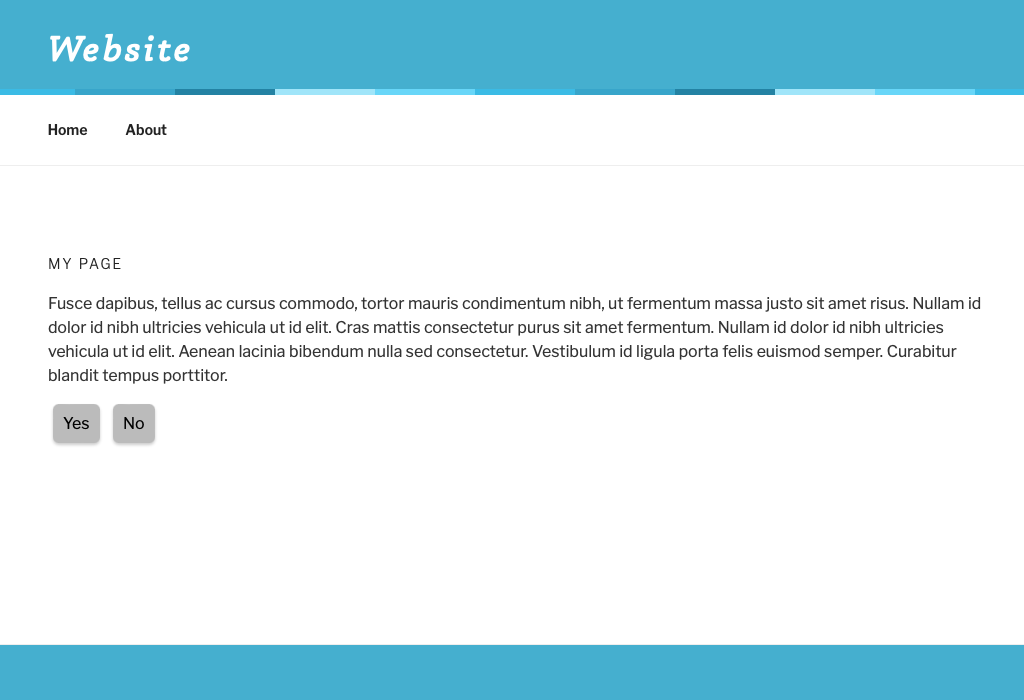 Website
Home About
MY PAGE
Fusce dapibus, tellus ac cursus commodo, tortor mauris condimentum nibh, ut fermentum massa justo sit amet risus. Nullam id
dolor id nibh ultricies vehicula ut id elit. Cras mattis consectetur purus sit amet fermentum. Nullam id dolor id nibh ultricies
vehicula ut id elit. Aenean lacinia bibendum nulla sed consectetur. Vestibulum id ligula porta felis euismod semper. Curabitur
blandit tempus porttitor.
Yes No